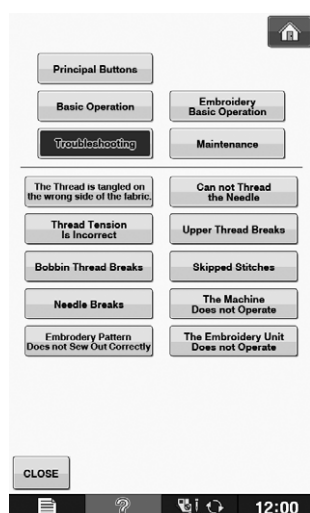 Principal Buttons
Basic Operation
Embroidery
Basic Operation
Troubleshooting
Maintenance
The Thread is tangled on
the wrong side of the fabric.
Can not Thread
the Needle
Thread Tension
Is Incorrect
Upper Thread Breaks
Bobbin Thread Breaks
Skipped Stitches
Needle Breaks
The Machine
Does not Operate
Embrodery Pattern
Does not Sew Out Correctly
The Embroidery Unit
Does not Operate
CLOSE
12:00